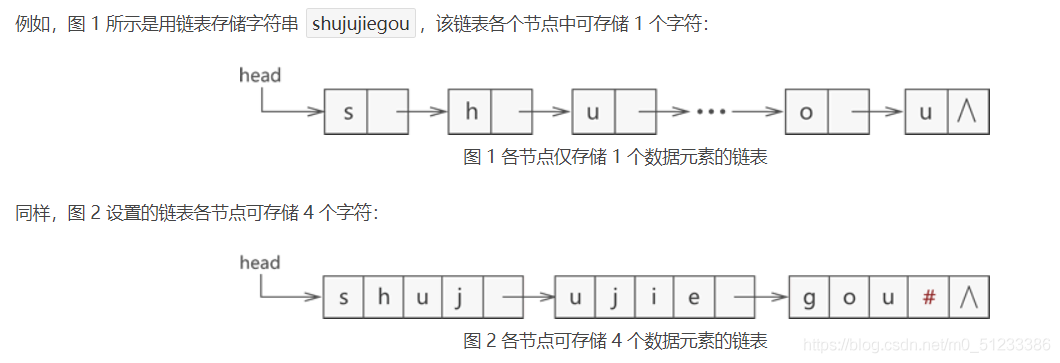 例如，图 1 所示是用链表存储字符串 shujujiegou ，该链表各个节点中可存储 1 个字符：
head
s h u ••• o u ∧
图 1 各节点仅存储 1 个数据元素的链表
同样，图 2 设置的链表各节点可存储 4 个字符：
head
s h u j u j i e g o u # ∧
图 2 各节点可存储 4 个数据元素的链表
https://blog.csdn.net/m0_51233386